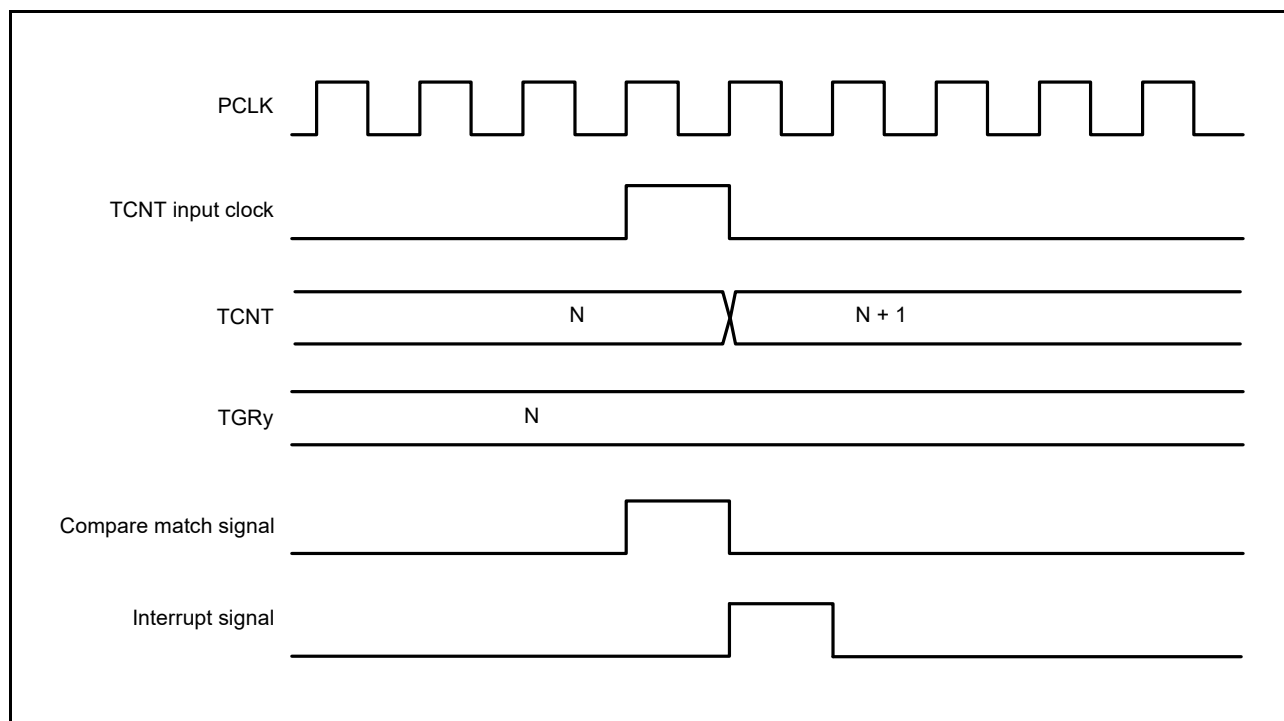 PCLK
TCNT input clock
TCNT
N
N + 1
TGRy
N
Compare match signal
Interrupt signal